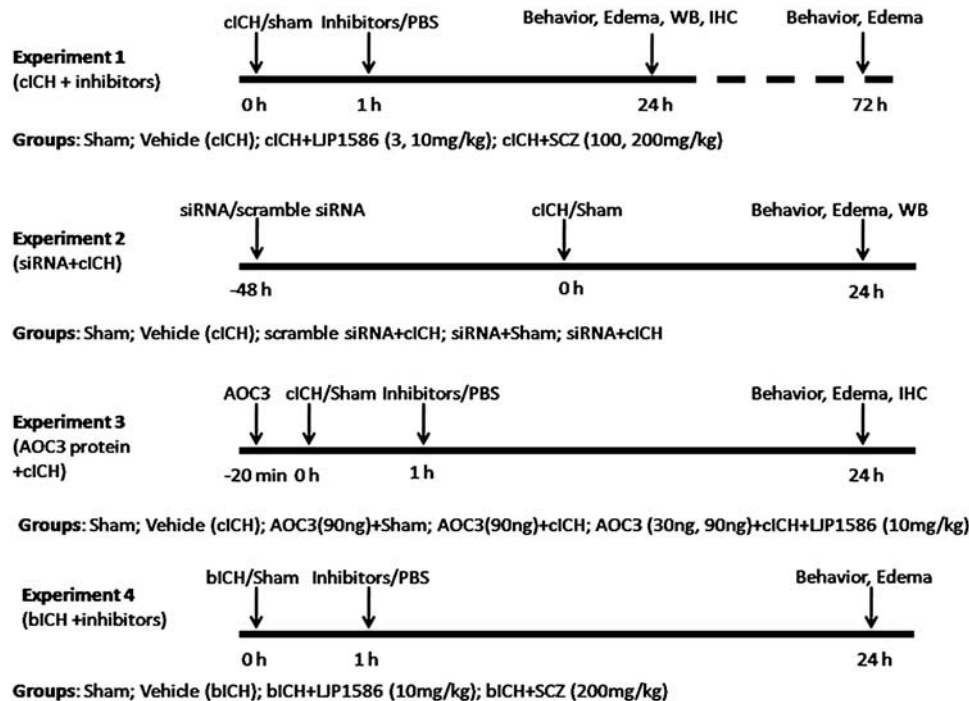 cICH/sham Inhibitors/PBS Behavior, Edema, WB, IHC Behavior, Edema
Experiment 1
(cICH + inhibitors)
0 h 1 h 24 h 72 h
Groups: Sham; Vehicle (cICH); cICH+LJP1586 (3, 10mg/kg); cICH+SCZ (100, 200mg/kg)
siRNA/scramble siRNA cICH/Sham Behavior, Edema, WB
Experiment 2
(siRNA+cICH)
-48 h 0 h 24 h
Groups: Sham; Vehicle (cICH); scramble siRNA+cICH; siRNA+Sham; siRNA+cICH
AOC3 cICH/Sham Inhibitors/PBS Behavior, Edema, IHC
Experiment 3
(AOC3 protein
+cICH)
-20 min 0 h 1 h 24 h
Groups: Sham; Vehicle (cICH); AOC3(90ng)+Sham; AOC3(90ng)+cICH; AOC3 (30ng, 90ng)+cICH+LJP1586 (10mg/kg)
bICH/Sham Inhibitors/PBS Behavior, Edema
Experiment 4
(bICH +inhibitors)
0 h 1 h 24 h
Groups: Sham; Vehicle (bICH); bICH+LJP1586 (10mg/kg); bICH+SCZ (200mg/kg)